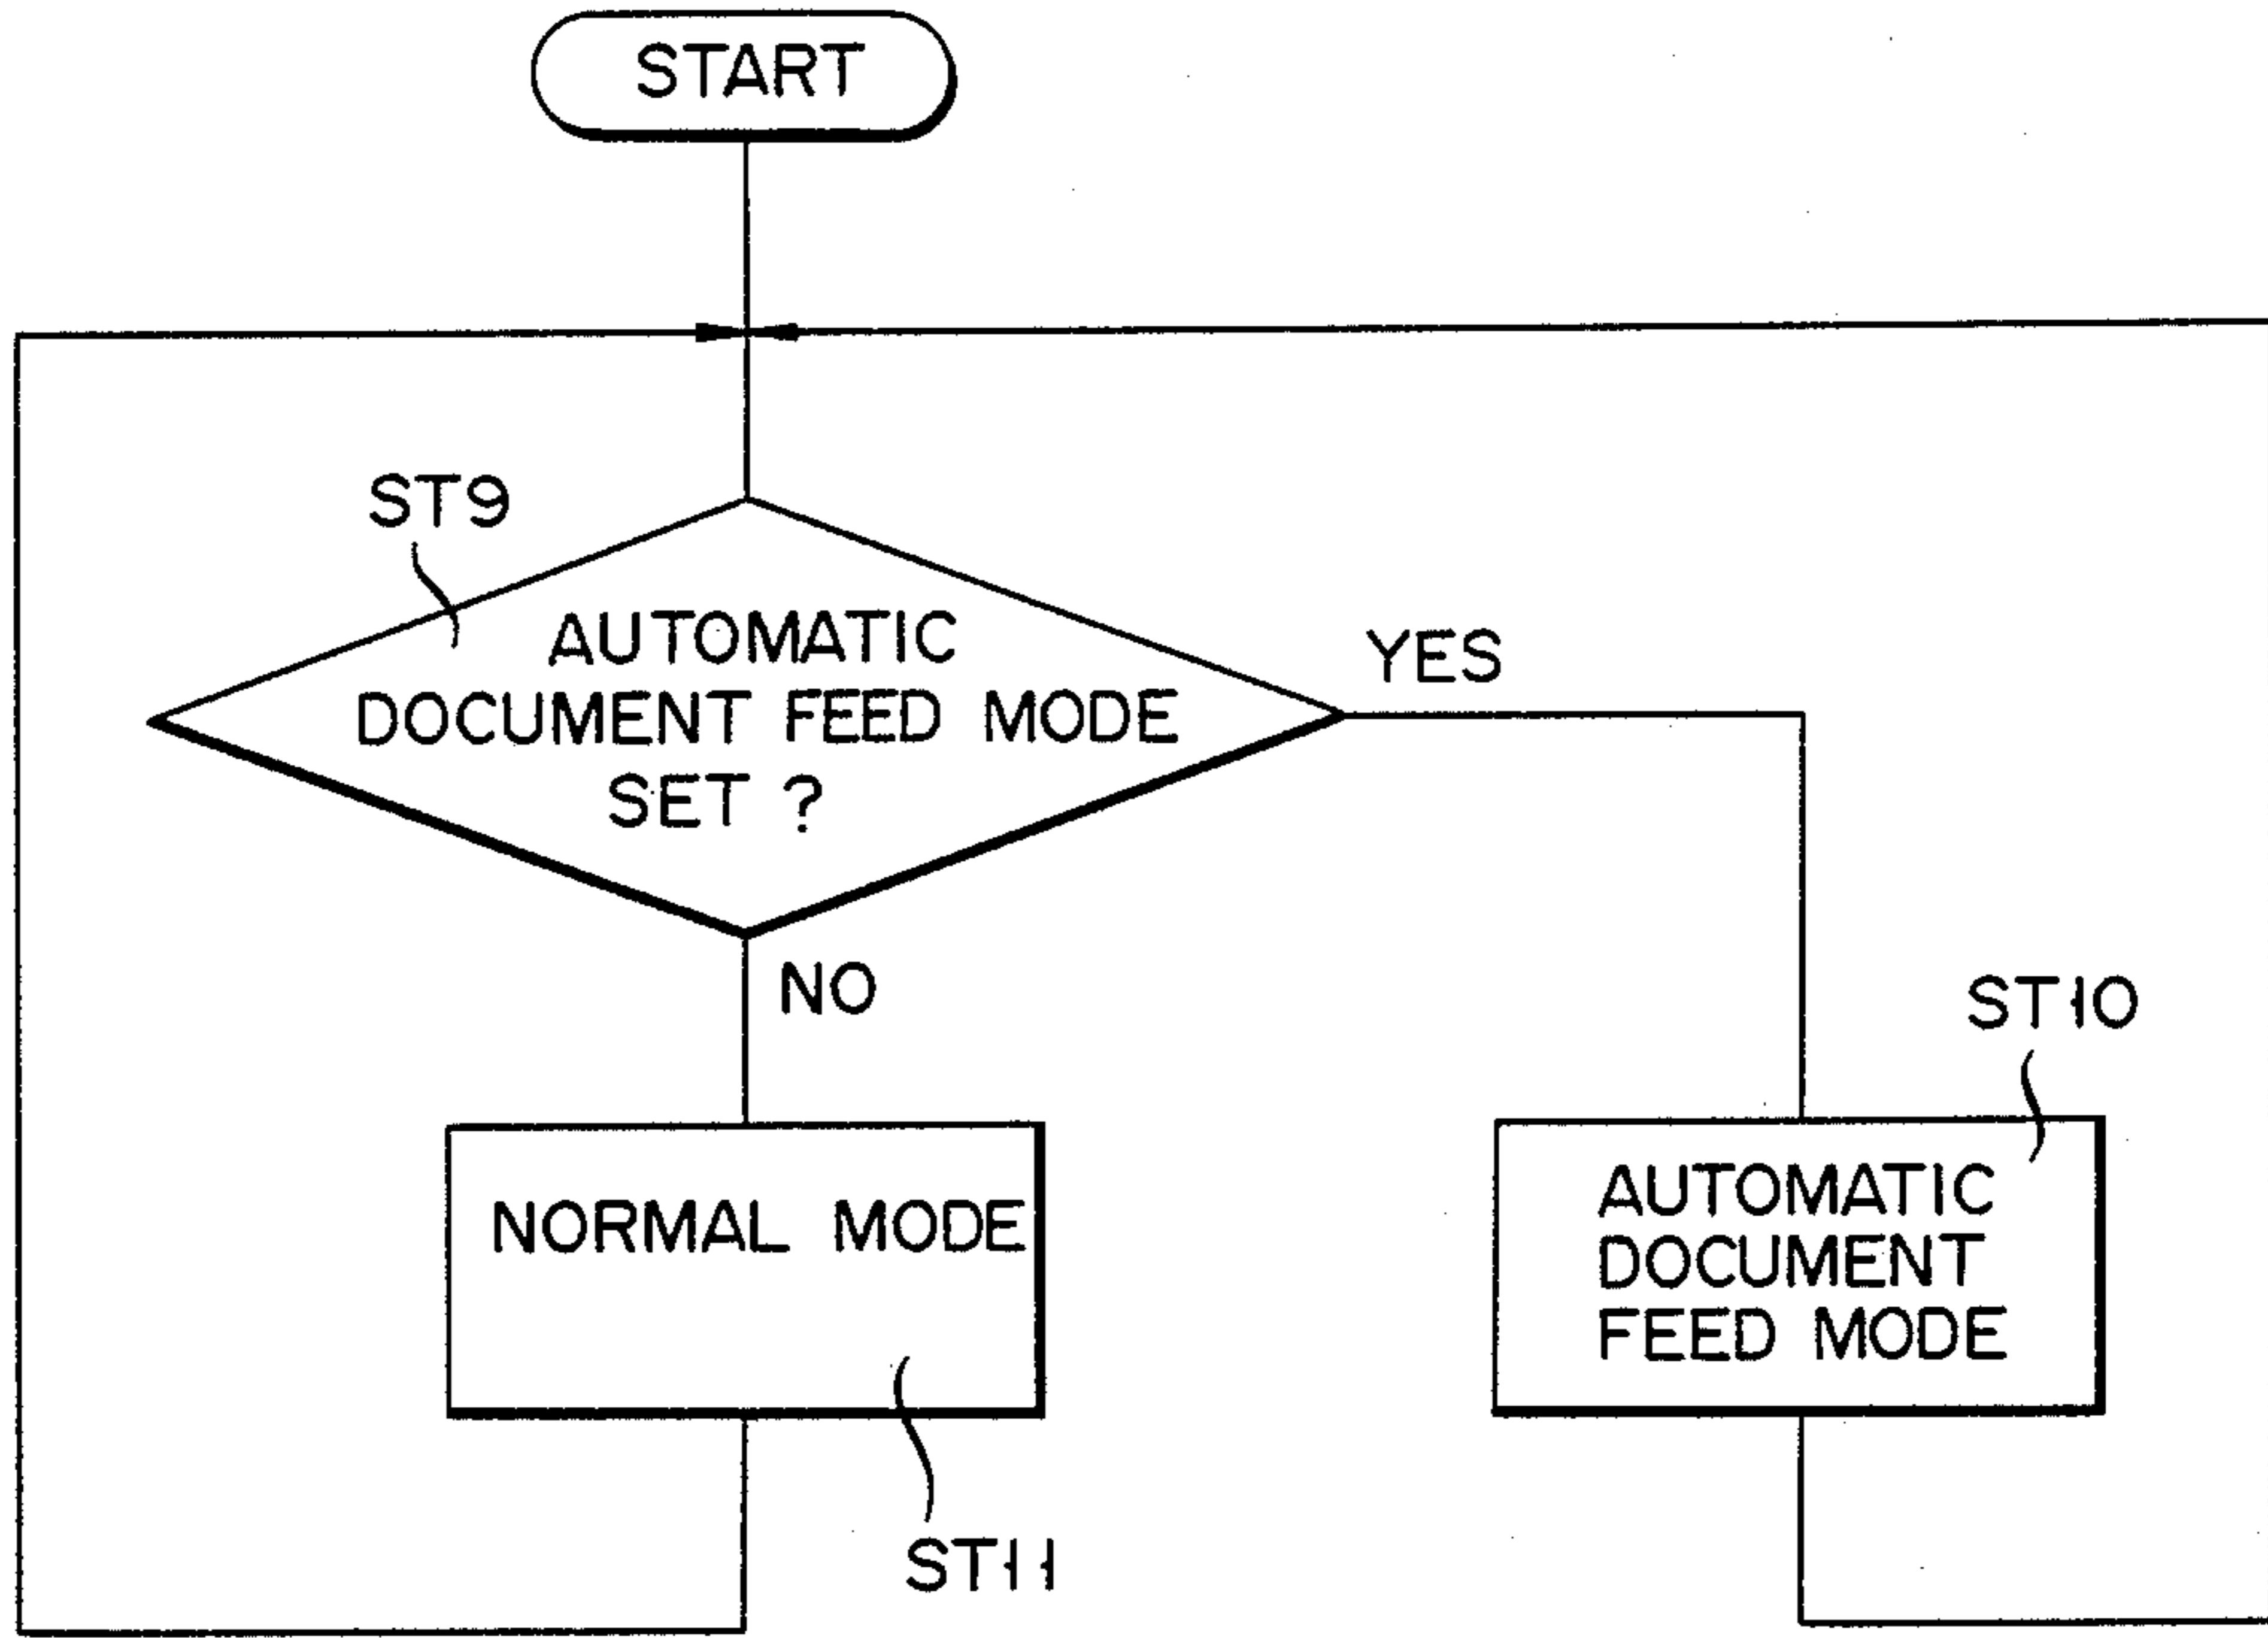 START
ST9
AUTOMATIC
DOCUMENT FEED MODE
SET ?
YES
NO
ST10
NORMAL MODE
AUTOMATIC
DOCUMENT
FEED MODE
ST11